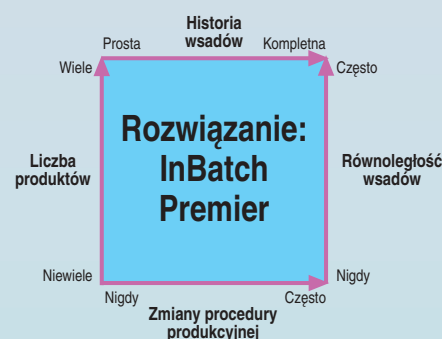 Historia
wsadów
Prosta
Kompletna
Wiele
Często
Rozwiązanie:
InBatch
Premier
Liczba
produktów
Równoległość
wsadów
Niewiele
Nigdy
Nigdy
Często
Zmiany procedury
produkcyjnej